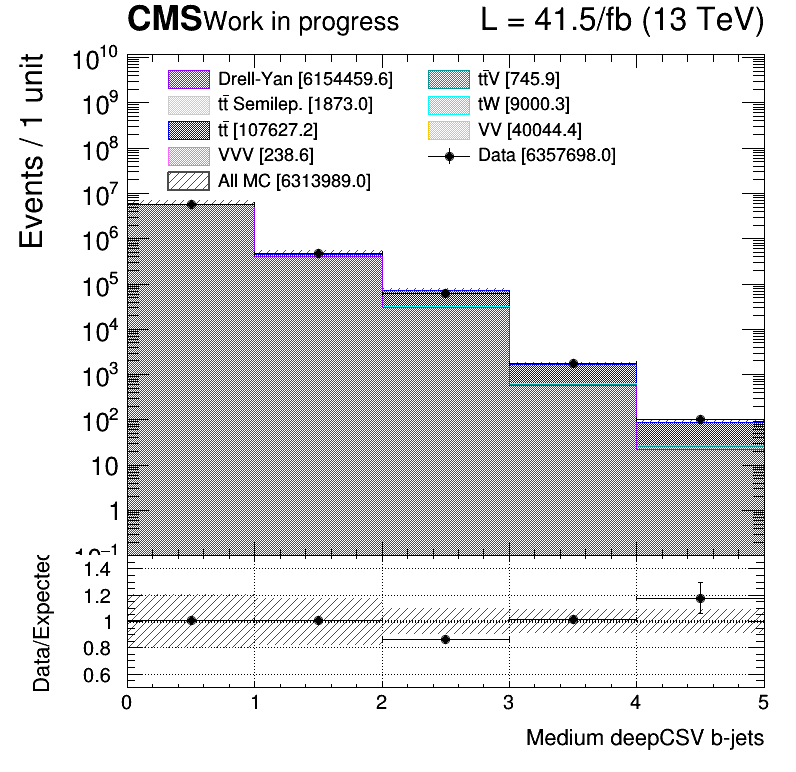 CMS Work in progress L = 41.5/fb (13 TeV)
Events / 1 unit
10^10
10^9
10^8
10^7
10^6
10^5
10^4
10^3
10^2
10
1
10^−1
Drell-Yan [6154459.6]
tt̄ Semilep. [1873.0]
tt̄ [107627.2]
VVV [238.6]
All MC [6313989.0]
tt̄V [745.9]
tW [9000.3]
VV [40044.4]
Data [6357698.0]
Data/Expected
1.4
1.2
1
0.8
0.6
0 1 2 3 4 5
Medium deepCSV b-jets